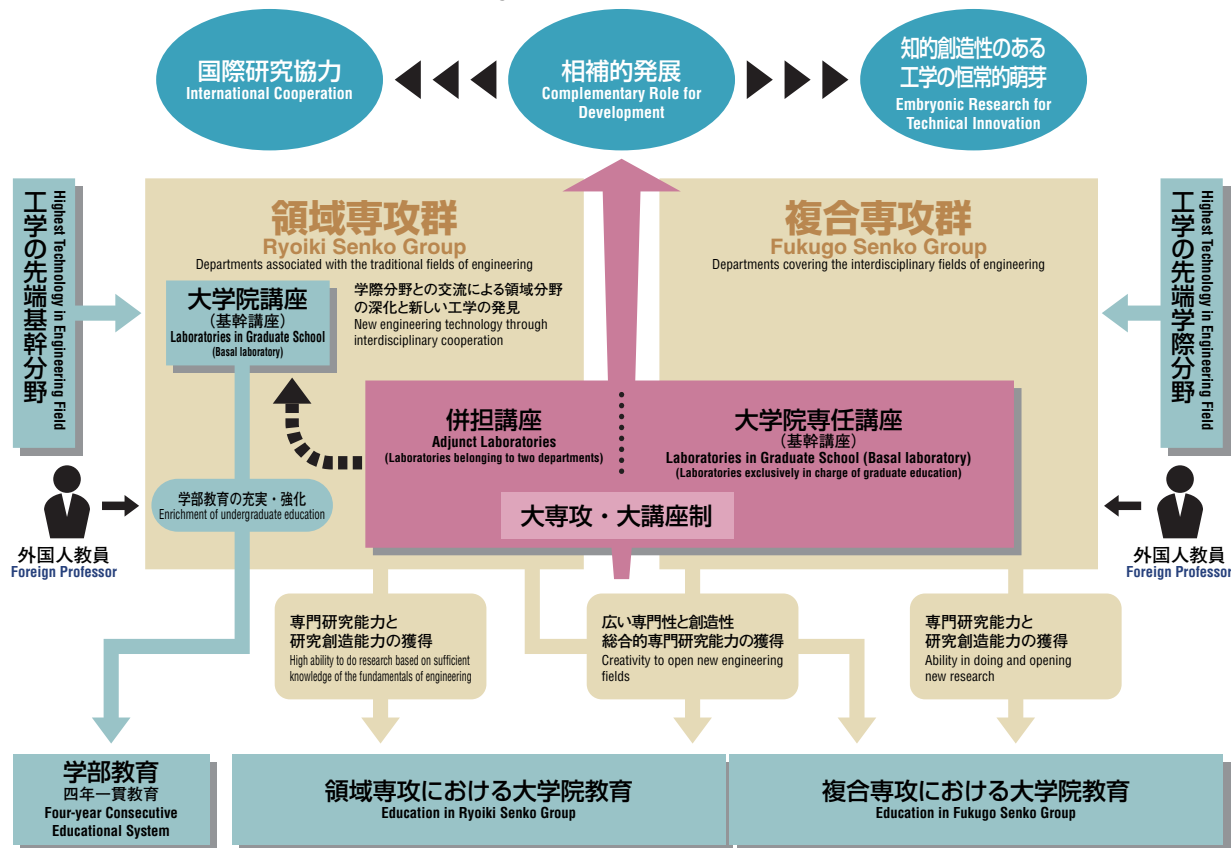 国際研究協力
International Cooperation
相補的発展
Complementary Role for
Development
知的創造性のある
工学の恒常的萌芽
Embryonic Research for
Technical Innovation
工学の先端基幹分野
Highest Technology in Engineering Field
領域専攻群
Ryoiki Senko Group
Departments associated with the traditional fields of engineering
複合専攻群
Fukugo Senko Group
Departments covering the interdisciplinary fields of engineering
工学の先端学際分野
Highest Technology in Engineering Field
大学院講座
（基幹講座）
Laboratories in Graduate School
(Basal laboratory)
学際分野との交流による領域分野
の深化と新しい工学の発見
New engineering technology through
interdisciplinary cooperation
併担講座
Adjunct Laboratories
(Laboratories belonging to two departments)
大学院専任講座
（基幹講座）
Laboratories in Graduate School (Basal laboratory)
(Laboratories exclusively in charge of graduate education)
大専攻・大講座制
外国人教員
Foreign Professor
学部教育の充実・強化
Enrichment of undergraduate education
外国人教員
Foreign Professor
専門研究能力と
研究創造能力の獲得
High ability to do research based on sufficient
knowledge of the fundamentals of engineering
広い専門性と創造性
総合的専門研究能力の獲得
Creativity to open new engineering
fields
専門研究能力と
研究創造能力の獲得
Ability in doing and opening
new research
学部教育
四年一貫教育
Four-year Consecutive
Educational System
領域専攻における大学院教育
Education in Ryoiki Senko Group
複合専攻における大学院教育
Education in Fukugo Senko Group